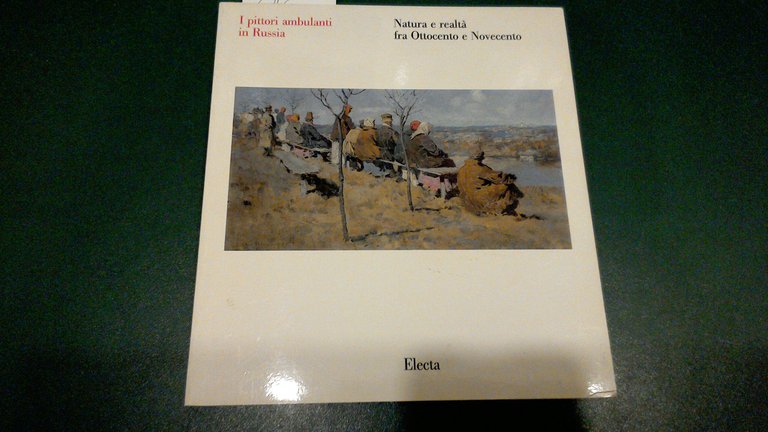 I pittori ambulanti
in Russia
Natura e realtà
fra Ottocento e Novecento
Electa